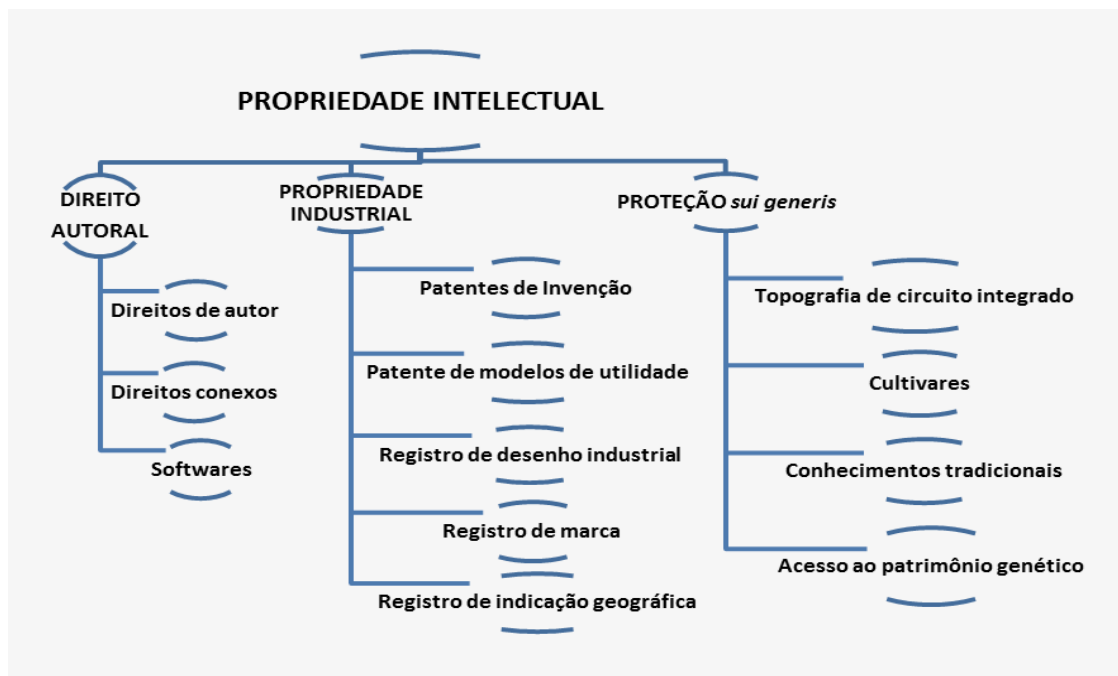 PROPRIEDADE INTELECTUAL
DIREITO
AUTORAL
Direitos de autor
Direitos conexos
Softwares
PROPRIEDADE
INDUSTRIAL
Patentes de Invenção
Patente de modelos de utilidade
Registro de desenho industrial
Registro de marca
Registro de indicação geográfica
PROTEÇÃO sui generis
Topografia de circuito integrado
Cultivares
Conhecimentos tradicionais
Acesso ao patrimônio genético